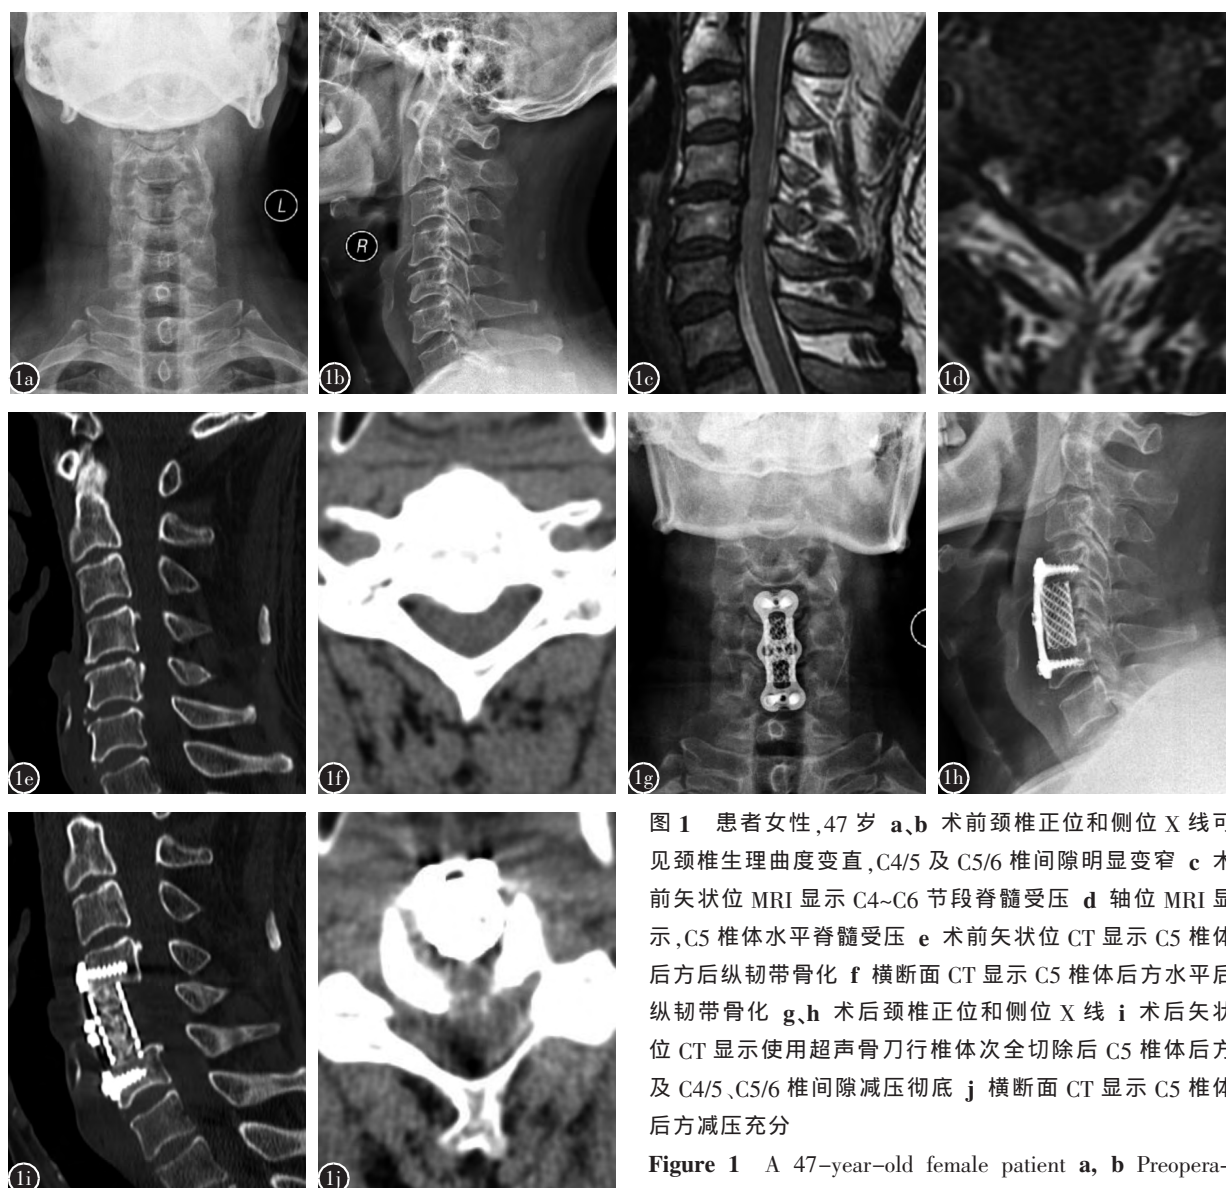 L
R
1a
1b
1c
1d
1e
1f
1g
1h
1i
1j
图 1 患者女性,47 岁 a、b 术前颈椎正位和侧位 X 线可
见颈椎生理曲度变直,C4/5 及 C5/6 椎间隙明显变窄 c 术
前矢状位 MRI 显示 C4~C6 节段脊髓受压 d 轴位 MRI 显
示,C5 椎体水平脊髓受压 e 术前矢状位 CT 显示 C5 椎体
后方后纵韧带骨化 f 横断面 CT 显示 C5 椎体后方水平后
纵韧带骨化 g、h 术后颈椎正位和侧位 X 线 i 术后矢状
位 CT 显示使用超声骨刀行椎体次全切除后 C5 椎体后方
及 C4/5、C5/6 椎间隙减压彻底 j 横断面 CT 显示 C5 椎体
后方减压充分
Figure 1 A 47-year-old female patient a, b Preopera-